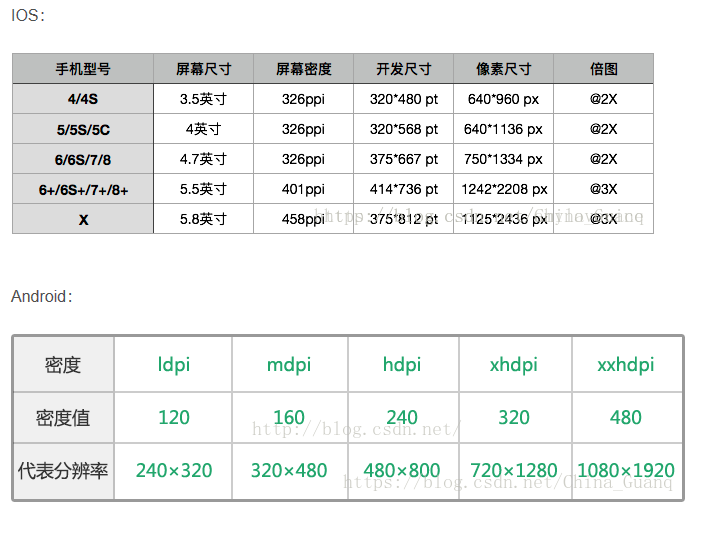 IOS：
手机型号 屏幕尺寸 屏幕密度 开发尺寸 像素尺寸 倍图
4/4S 3.5英寸 326ppi 320*480 pt 640*960 px @2X
5/5S/5C 4英寸 326ppi 320*568 pt 640*1136 px @2X
6/6S/7/8 4.7英寸 326ppi 375*667 pt 750*1334 px @2X
6+/6S+/7+/8+ 5.5英寸 401ppi 414*736 pt 1242*2208 px @3X
X 5.8英寸 458ppi 375*812 pt 1125*2436 px @3X
Android：
密度 ldpi mdpi hdpi xhdpi xxhdpi
密度值 120 160 240 320 480
http://blog.csdn.net/
代表分辨率 240×320 320×480 480×800 720×1280 1080×1920
https://blog.csdn.net/China_Guanq